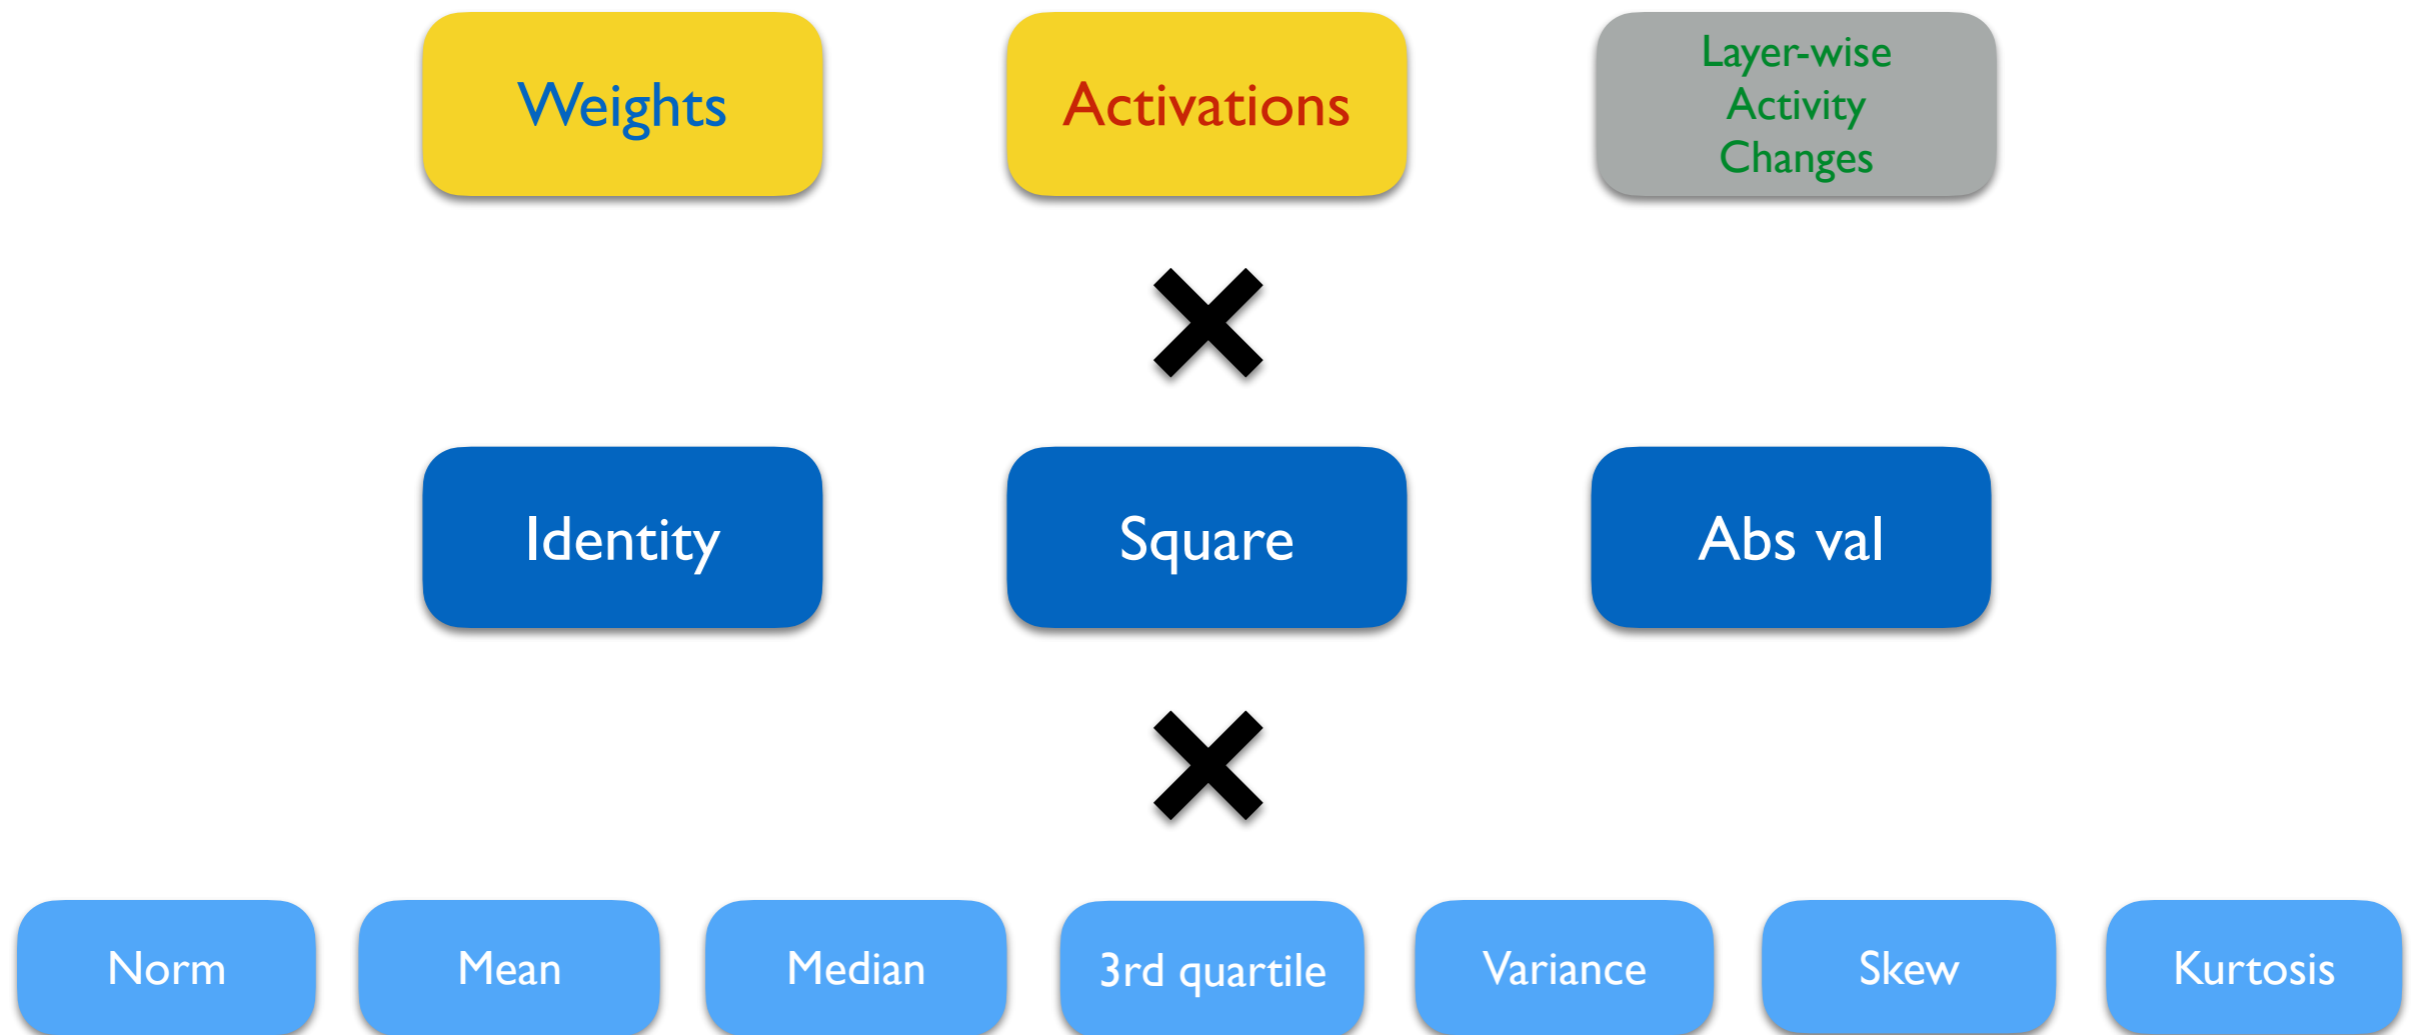 Weights
Activations
Layer-wise
Activity
Changes
Identity
Square
Abs val
Norm
Mean
Median
3rd quartile
Variance
Skew
Kurtosis